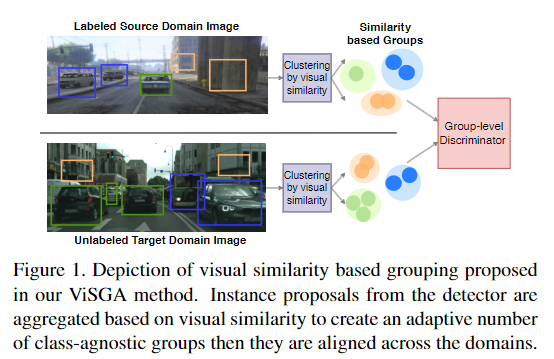 Labeled Source Domain Image
Similarity
based Groups
Clustering
by visual
similarity
Group-level
Discriminator
Clustering
by visual
similarity
Unlabeled Target Domain Image
Figure 1. Depiction of visual similarity based grouping proposed
in our ViSGA method. Instance proposals from the detector are
aggregated based on visual similarity to create an adaptive number
of class-agnostic groups then they are aligned across the domains.